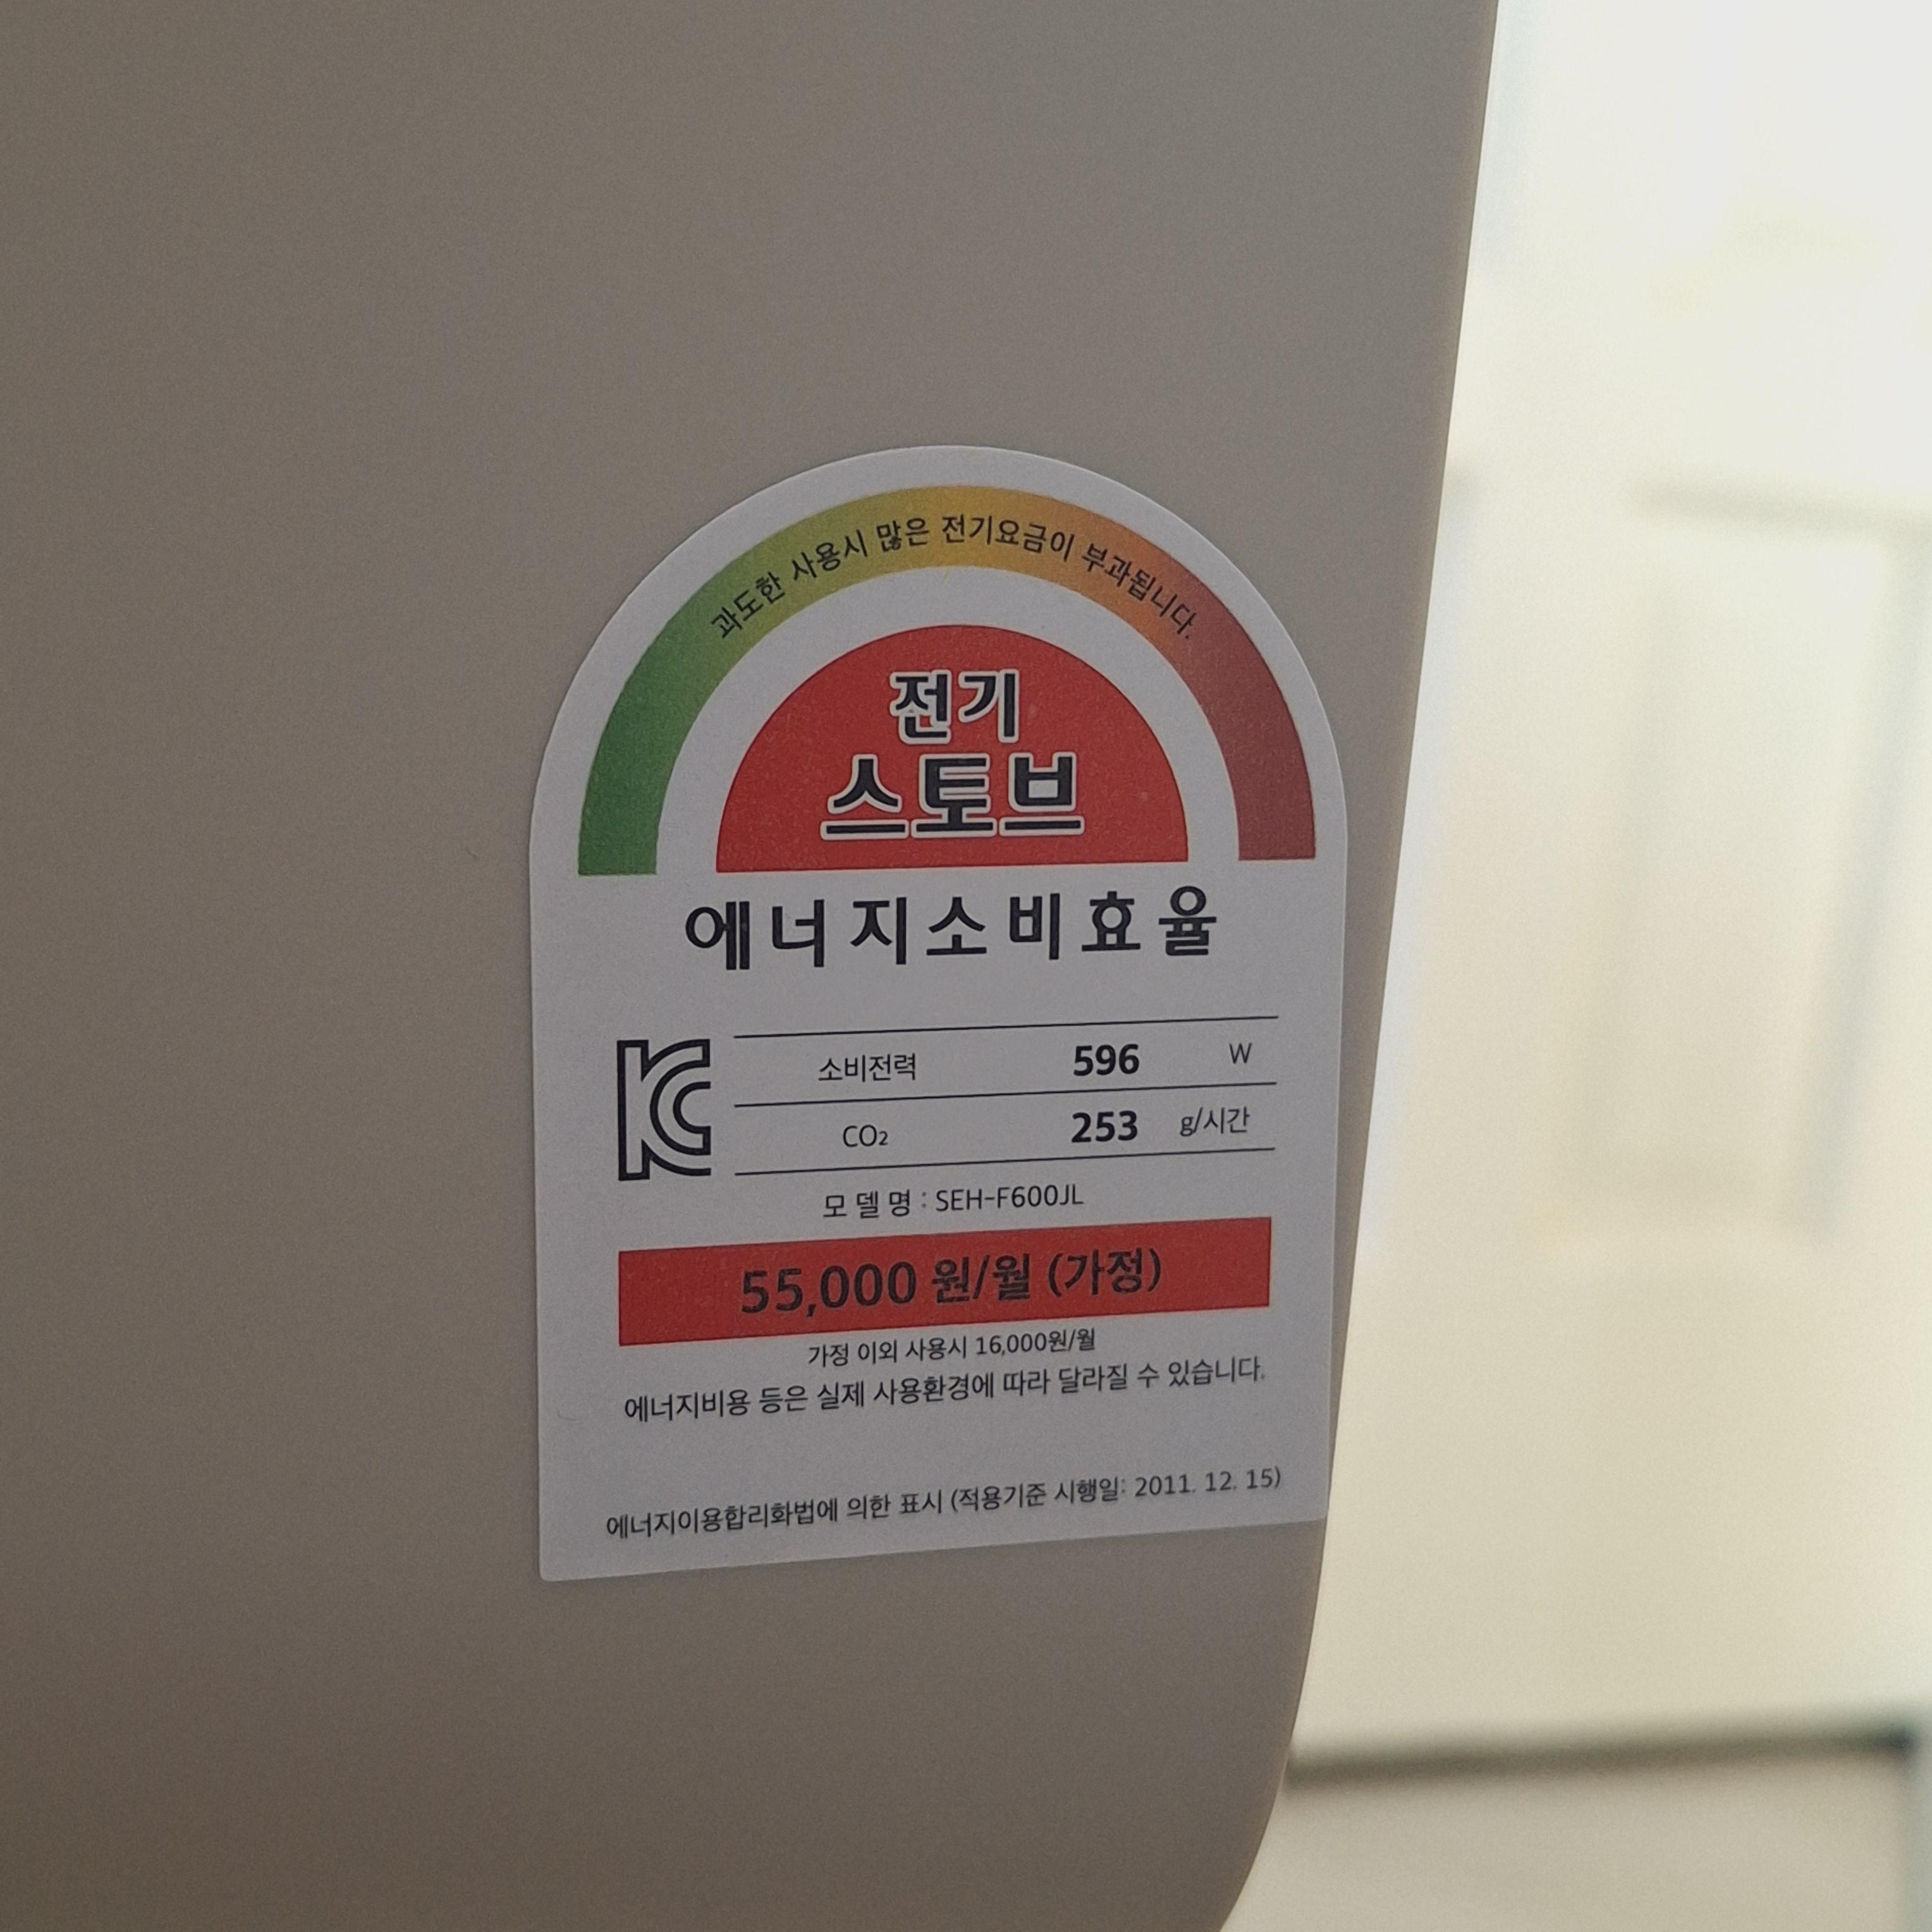 과도한 사용시 많은 전기요금이 부과됩니다.
전기
스토브
에너지소비효율
KC
소비전력 596 W
CO₂ 253 g/시간
모델명 : SEH-F600JL
55,000 원/월 (가정)
가정 이외 사용시 16,000원/월
에너지비용 등은 실제 사용환경에 따라 달라질 수 있습니다.
에너지이용합리화법에 의한 표시 (적용기준 시행일: 2011. 12. 15)